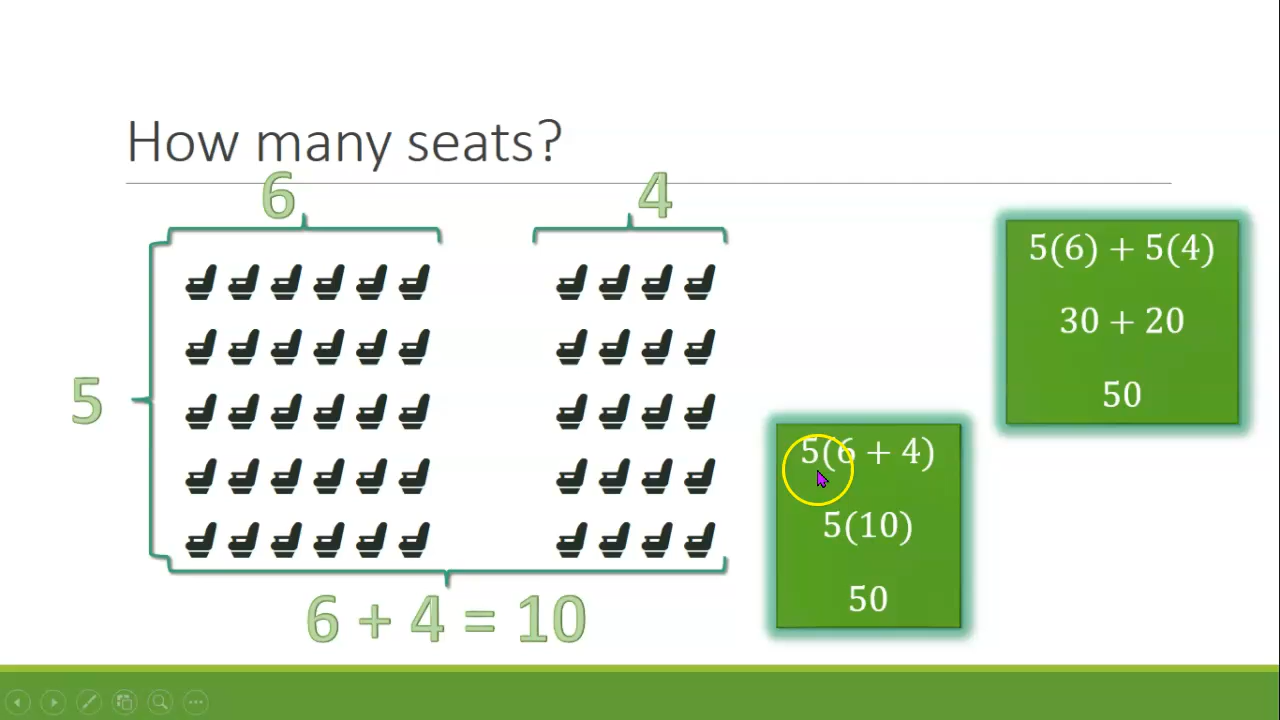 How many seats?
6
4
5
6 + 4 = 10
5(6) + 5(4)
30 + 20
50
5(6 + 4)
5(10)
50